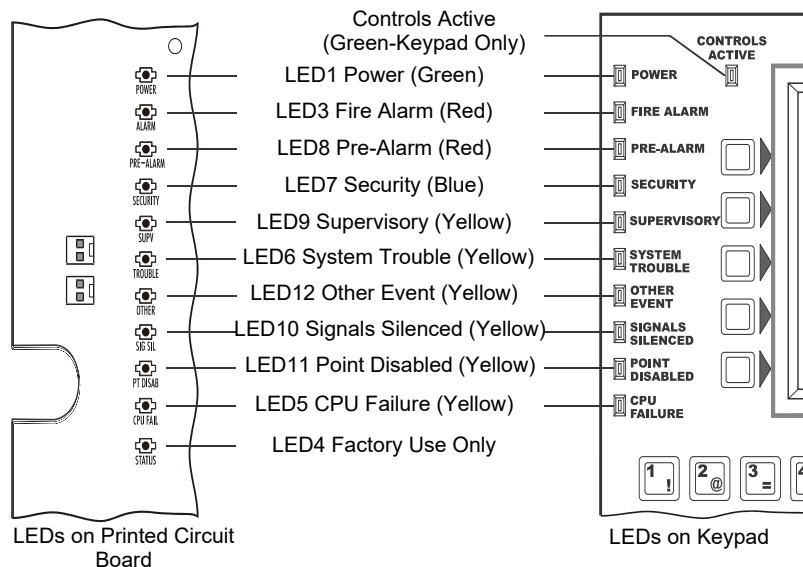 Controls Active
(Green-Keypad Only)
LED1 Power (Green)
LED3 Fire Alarm (Red)
LED8 Pre-Alarm (Red)
LED7 Security (Blue)
LED9 Supervisory (Yellow)
LED6 System Trouble (Yellow)
LED12 Other Event (Yellow)
LED10 Signals Silenced (Yellow)
LED11 Point Disabled (Yellow)
LED5 CPU Failure (Yellow)
LED4 Factory Use Only
POWER
ALARM
PRE-ALARM
SECURITY
SUPV
TROUBLE
OTHER
SIG SIL
PT DISAB
CPU FAIL
STATUS
LEDs on Printed Circuit
Board
CONTROLS
ACTIVE
POWER
FIRE ALARM
PRE-ALARM
SECURITY
SUPERVISORY
SYSTEM
TROUBLE
OTHER
EVENT
SIGNALS
SILENCED
POINT
DISABLED
CPU
FAILURE
1 ! 2 @ 3 = 4
LEDs on Keypad